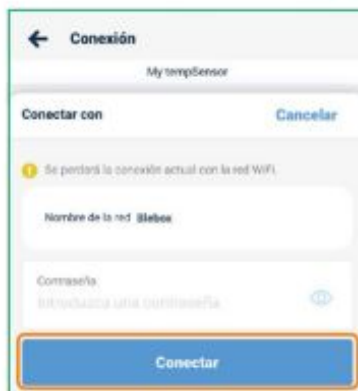 Conexión
My tempSensor
Conectar con Cancelar
Se perderá la conexión actual con la red WiFi.
Nombre de la red Blebox
Contraseña
Introduzca una contraseña
Conectar